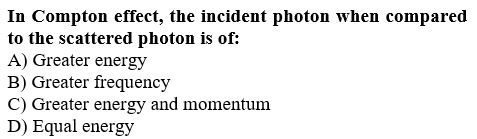 In Compton effect, the incident photon when compared
to the scattered photon is of:
A) Greater energy
B) Greater frequency
C) Greater energy and momentum
D) Equal energy